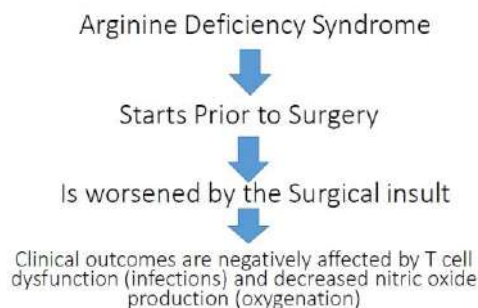 Arginine Deficiency Syndrome
Starts Prior to Surgery
Is worsened by the Surgical insult
Clinical outcomes are negatively affected by T cell
dysfunction (infections) and decreased nitric oxide
production (oxygenation)